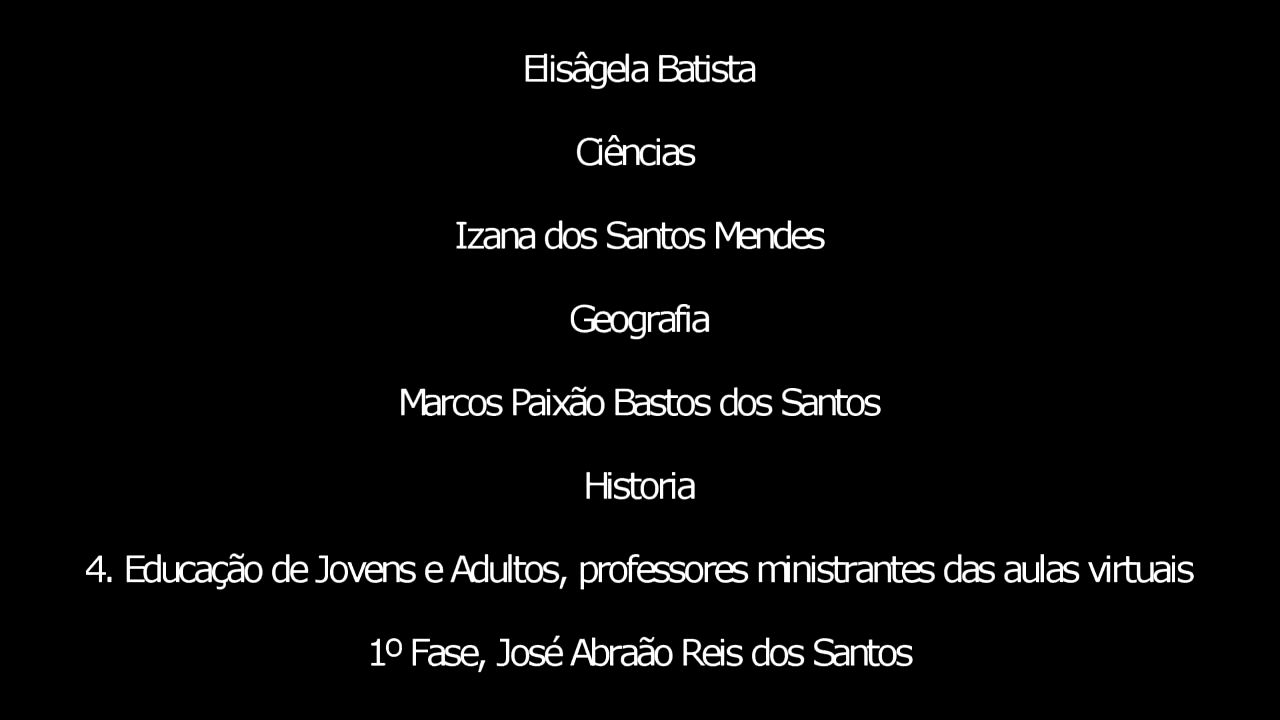 Elisâgela Batista
Ciências
Izana dos Santos Mendes
Geografia
Marcos Paixão Bastos dos Santos
Historia
4. Educação de Jovens e Adultos, professores ministrantes das aulas virtuais
1º Fase, José Abraão Reis dos Santos